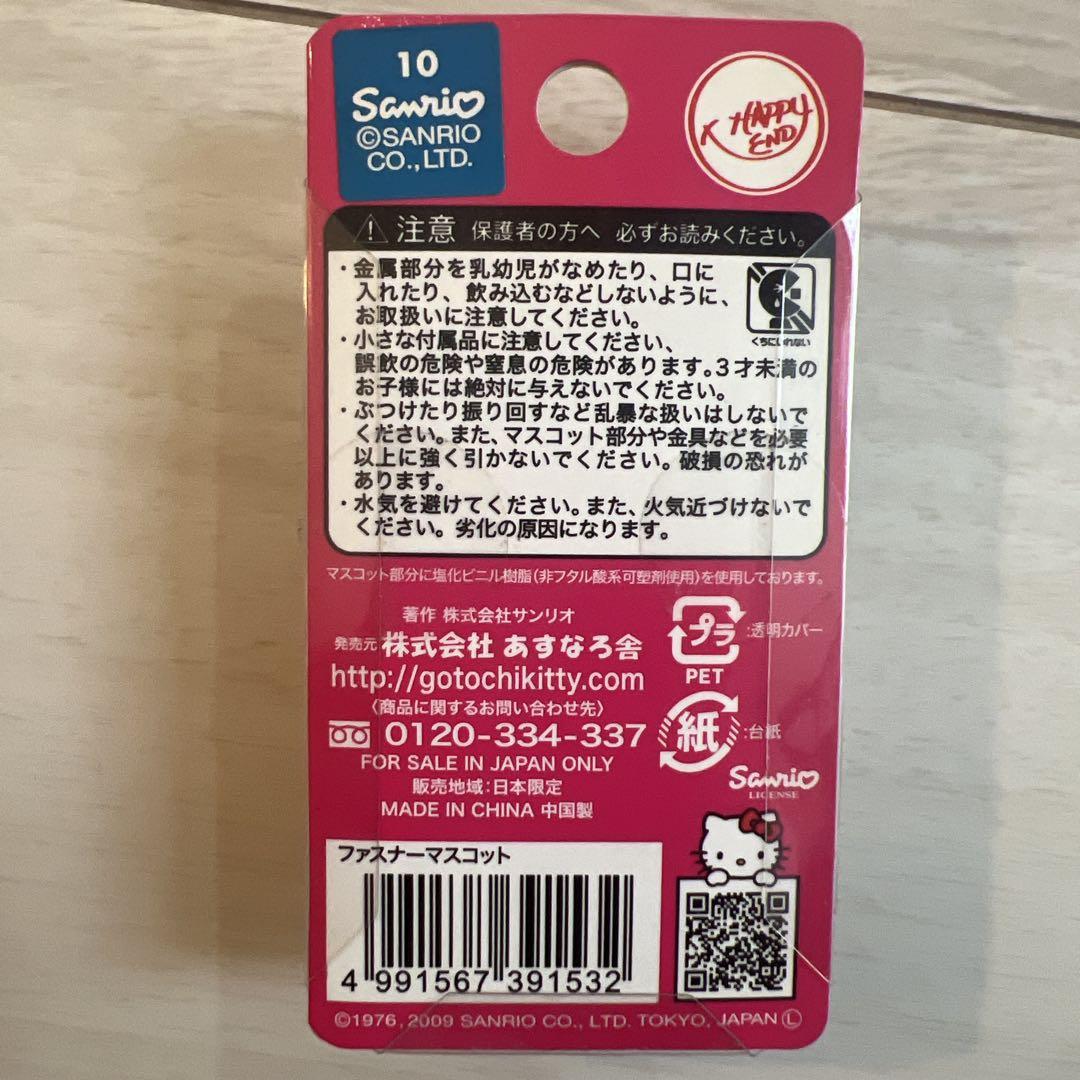 10
Sanrio
©SANRIO
CO., LTD.
K HAPPY
END
注意 保護者の方へ 必ずお読みください。
・金属部分を乳幼児がなめたり、口に
入れたり、飲み込むなどしないように、
お取扱いに注意してください。
くちにいれない
・小さな付属品に注意してください、
誤飲の危険や窒息の危険があります。3才未満の
お子様には絶対に与えないでください。
・ぶつけたり振り回すなど乱暴な扱いはしないで
ください。また、マスコット部分や金具などを必要
以上に強く引かないでください。破損の恐れが
あります。
・水気を避けてください。また、火気近づけないで
ください。劣化の原因になります。
マスコット部分に塩化ビニル樹脂(非フタル酸系可塑剤使用)を使用しております。
著作 株式会社サンリオ
発売元 株式会社 あすなろ舎
http://gotochikitty.com
〈商品に関するお問い合わせ先〉
0120-334-337
FOR SALE IN JAPAN ONLY
販売地域:日本限定
MADE IN CHINA 中国製
プラ :透明カバー
PET
紙 :台紙
Sanrio
LICENSE
ファスナーマスコット
4 991567 391532
©1976, 2009 SANRIO CO., LTD. TOKYO, JAPAN Ⓛ